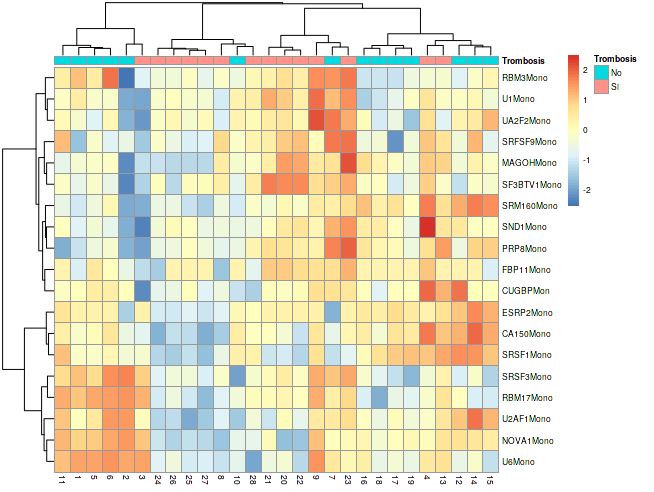 Trombosis
RBM3Mono
U1Mono
UA2F2Mono
SRFSF9Mono
MAGOHMono
SF3BTV1Mono
SRM160Mono
SND1Mono
PRP8Mono
FBP11Mono
CUGBPMon
ESRP2Mono
CA150Mono
SRSF1Mono
SRSF3Mono
RBM17Mono
U2AF1Mono
NOVA1Mono
U6Mono
11 1 5 6 2 3 24 26 25 27 8 10 28 21 20 22 9 7 23 16 18 17 19 4 13 12 14 15
2
1
0
-1
-2
Trombosis
No
SI